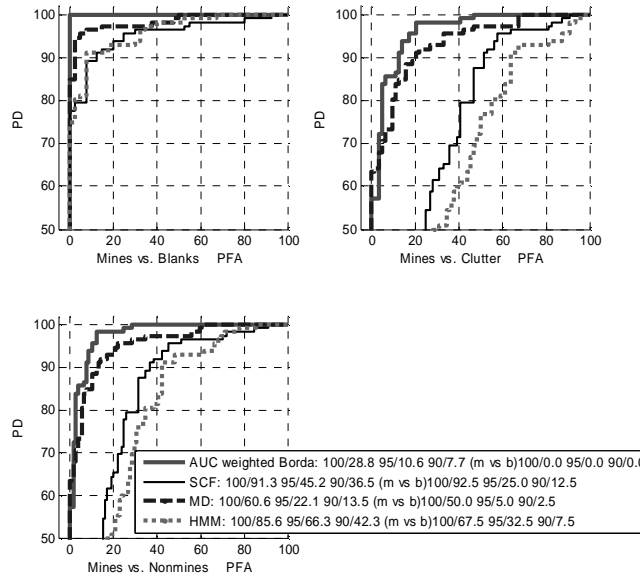 100
90
80
70
60
50
PD
0 20 40 60 80 100
Mines vs. Blanks PFA
100
90
80
70
60
50
PD
0 20 40 60 80 100
Mines vs. Clutter PFA
100
90
80
70
60
50
PD
0 20 40 60 80 100
Mines vs. Nonmines PFA
AUC weighted Borda: 100/28.8 95/10.6 90/7.7 (m vs b)100/0.0 95/0.0 90/0.0
SCF: 100/91.3 95/45.2 90/36.5 (m vs b)100/92.5 95/25.0 90/12.5
MD: 100/60.6 95/22.1 90/13.5 (m vs b)100/50.0 95/5.0 90/2.5
HMM: 100/85.6 95/66.3 90/42.3 (m vs b)100/67.5 95/32.5 90/7.5